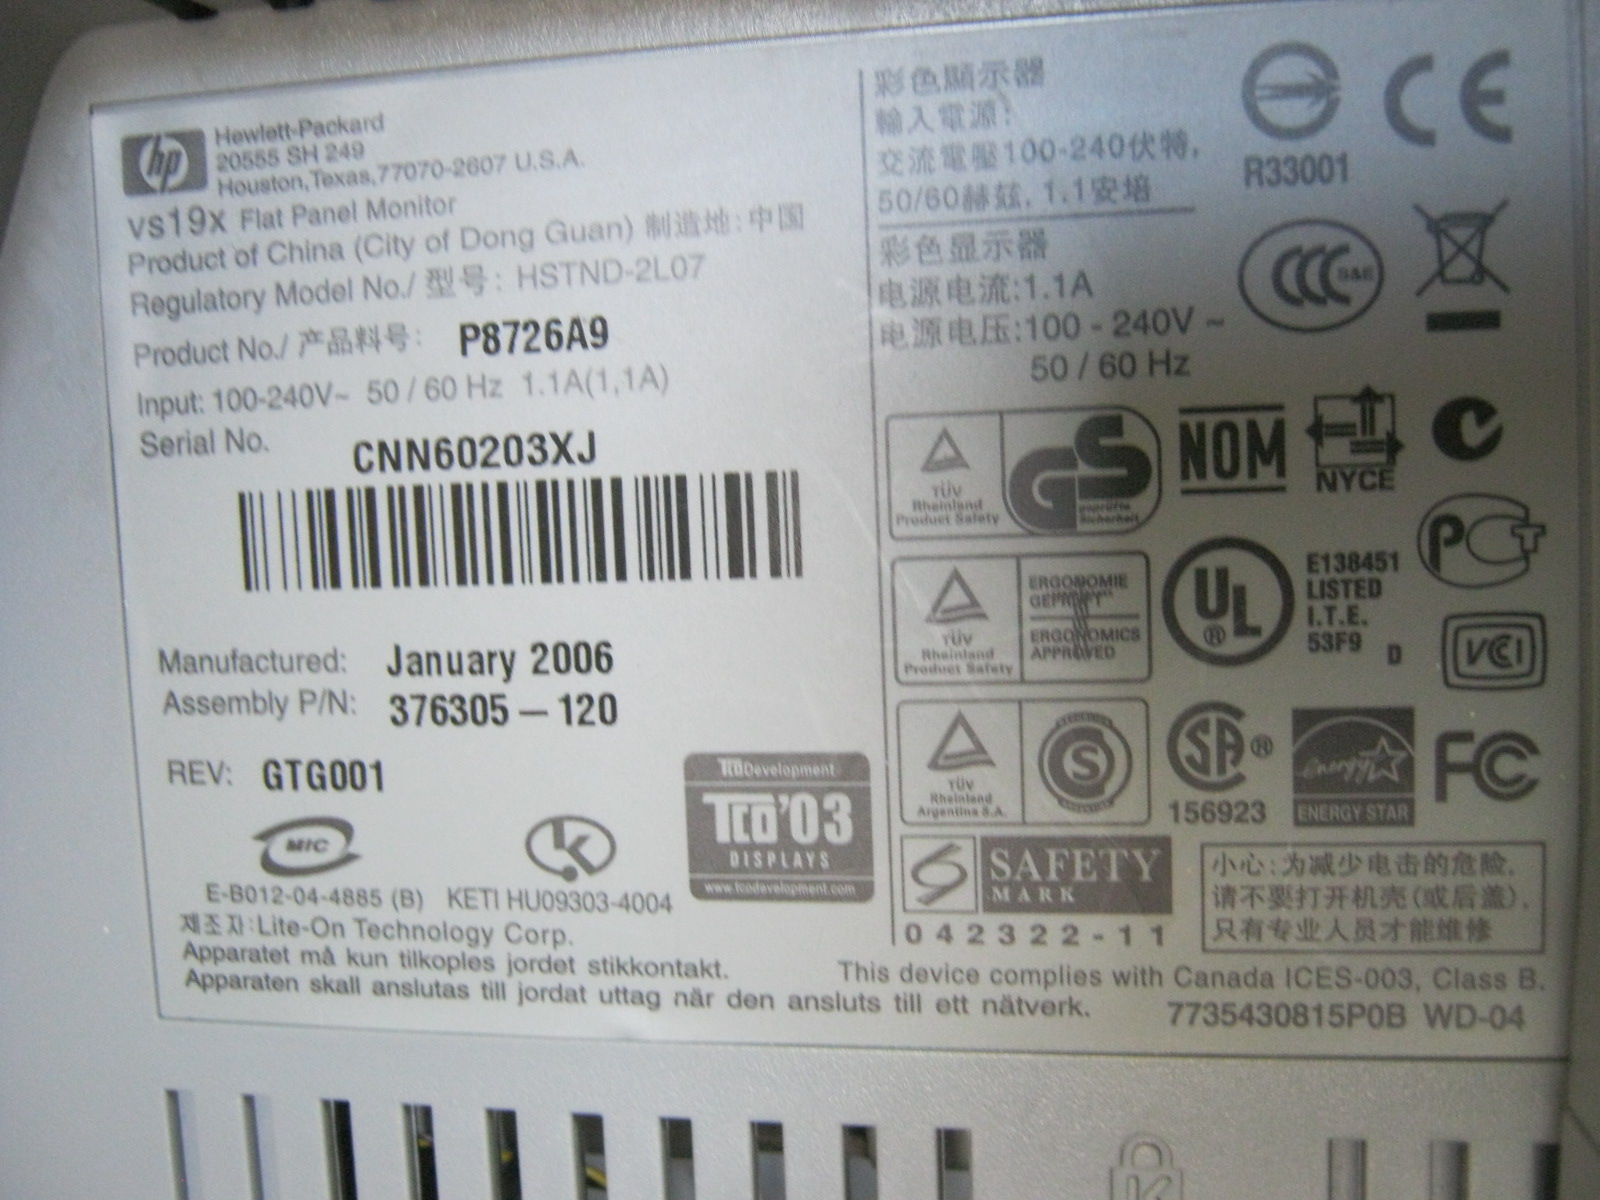 hp
Hewlett-Packard
20555 SH 249
Houston, Texas, 77070-2607 U.S.A.
vs19x Flat Panel Monitor
Product of China (City of Dong Guan) 制造地: 中国
Regulatory Model No./ 型号: HSTND-2L07
Product No./ 产品料号: P8726A9
Input: 100-240V~ 50 / 60 Hz 1.1A(1,1A)
Serial No.
CNN60203XJ
Manufactured: January 2006
Assembly P/N: 376305 – 120
REV: GTG001
MIC
E-B012-04-4885 (B) KETI HU09303-4004
TCO Development
TCO'03
DISPLAYS
www.tcodevelopment.com
제조자: Lite-On Technology Corp.
Apparatet må kun tilkoples jordet stikkontakt.
Apparaten skall anslutas till jordat uttag när den ansluts till ett nätverk.
彩色顯示器
輸入電源:
交流電壓100-240伏特,
50/60赫茲, 1.1安培
彩色显示器
电源电流:1.1A
电源电压:100 - 240V ~
50 / 60 Hz
R33001
CE
CCC S&E
TÜV
Rheinland
Product Safety
GS
geprüfte
Sicherheit
NOM
NYCE
TÜV
Rheinland
Product Safety
ERGONOMIE
GEPRÜFT
ERGONOMICS
APPROVED
UL®
E138451
LISTED
I.T.E.
53F9 D
PCT
VCI
TÜV
Rheinland
Argentina S.A.
S
SA®
156923
energy
ENERGY STAR
FC
SAFETY
MARK
042322-11
小心:为减少电击的危险.
请不要打开机壳(或后盖).
只有专业人员才能维修
This device complies with Canada ICES-003, Class B.
7735430815P0B WD-04